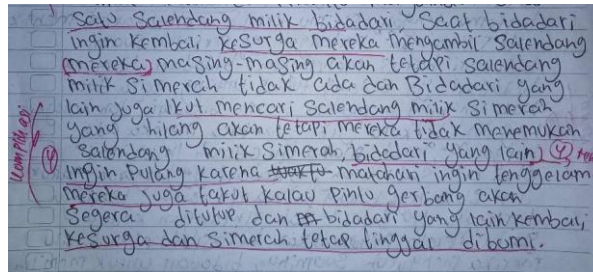 Satu Salendang milik bidadari, Saat bidadari
ingin kembali kesurga mereka mengambil Salendang
(mereka) masing-masing akan tetapi Salendang
milik Simerah tidak ada dan Bidadari yang
lain juga Ikut mencari Salendang milik Simerah
yang hilang akan tetapi mereka tidak menemukan
Salendang milik Simerah, bidadari yang lain) 4
ingin Pulang karena matahari ingin tenggelam
mereka juga takut kalau Pintu gerbang akan
Segera ditutup dan bidadari yang lain kembali
kesurga dan Simerah tetap tinggal dibumi.
komplikasi
4